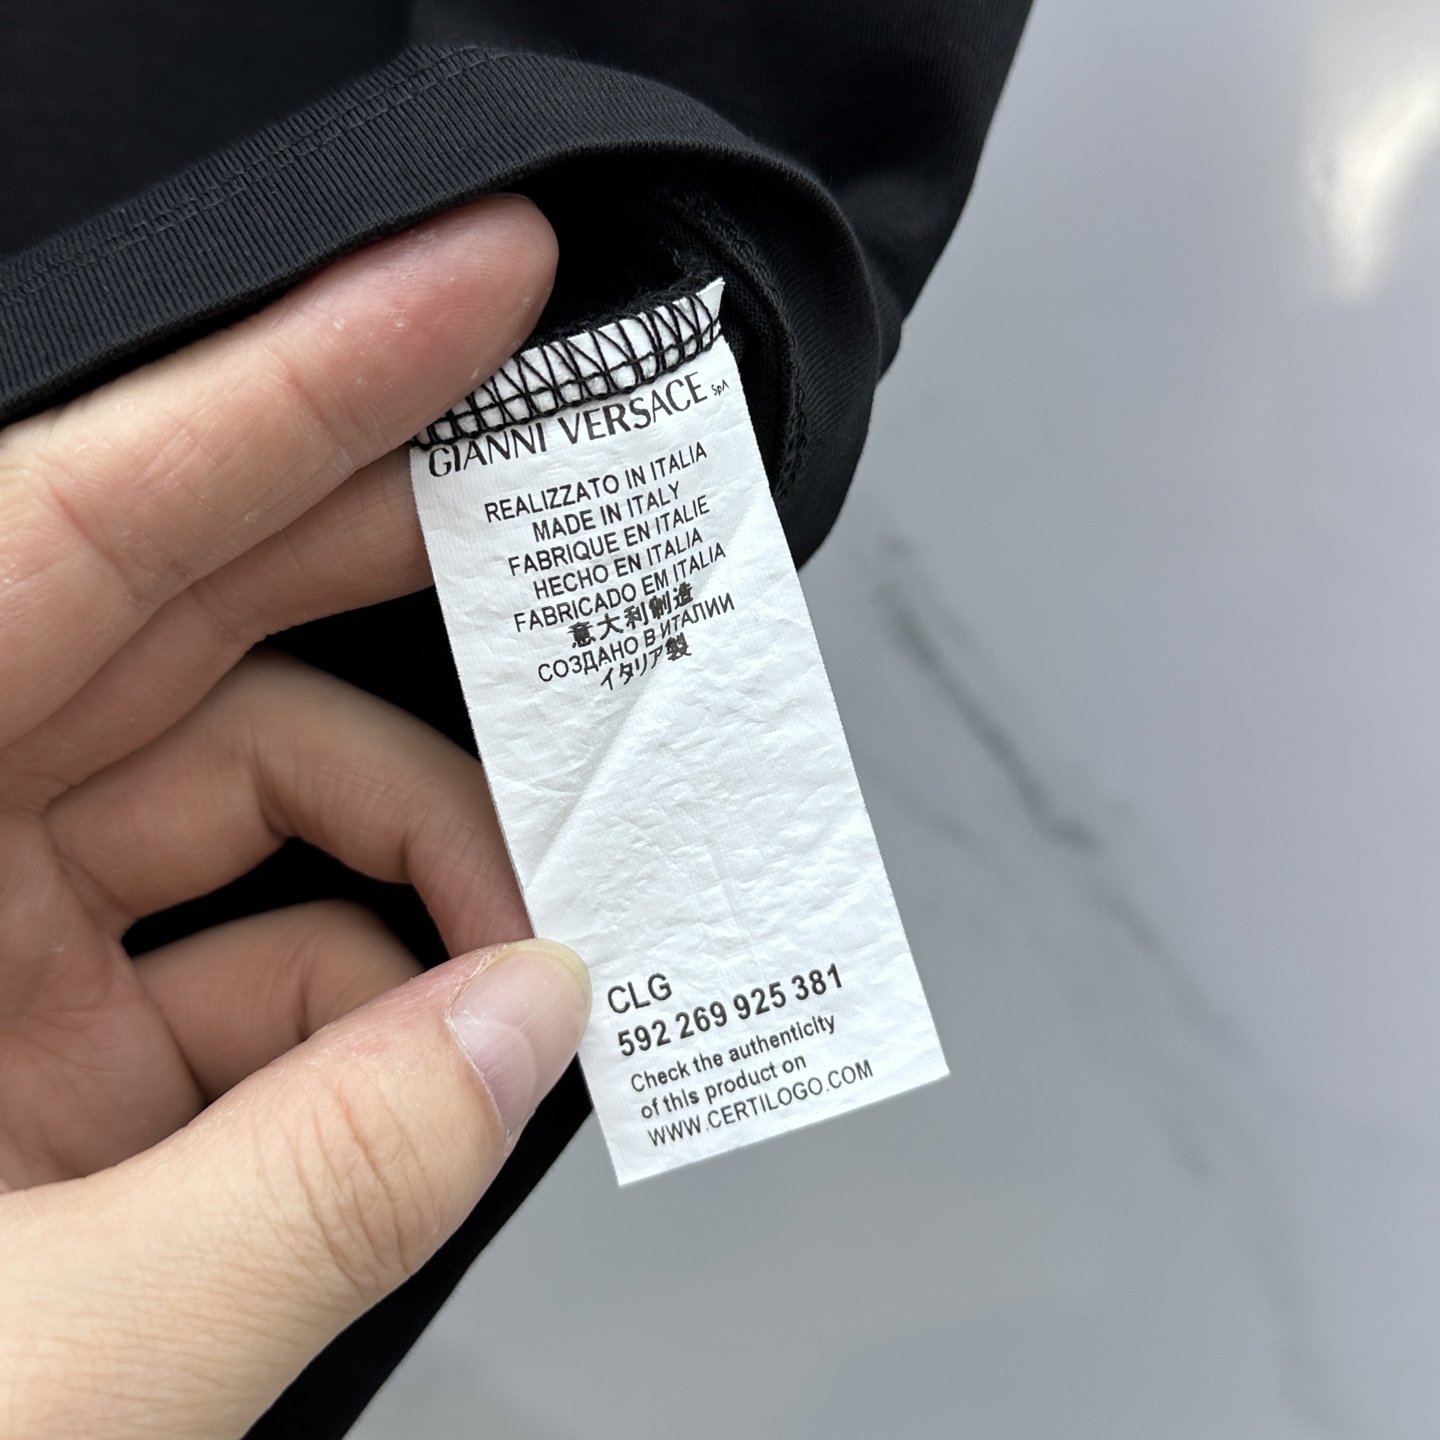 GIANNI VERSACE SpA
REALIZZATO IN ITALIA
MADE IN ITALY
FABRIQUE EN ITALIE
HECHO EN ITALIA
FABRICADO EM ITALIA
意大利制造
СОЗДАНО В ИТАЛИИ
イタリア製
CLG
592 269 925 381
Check the authenticity
of this product on
WWW.CERTILOGO.COM